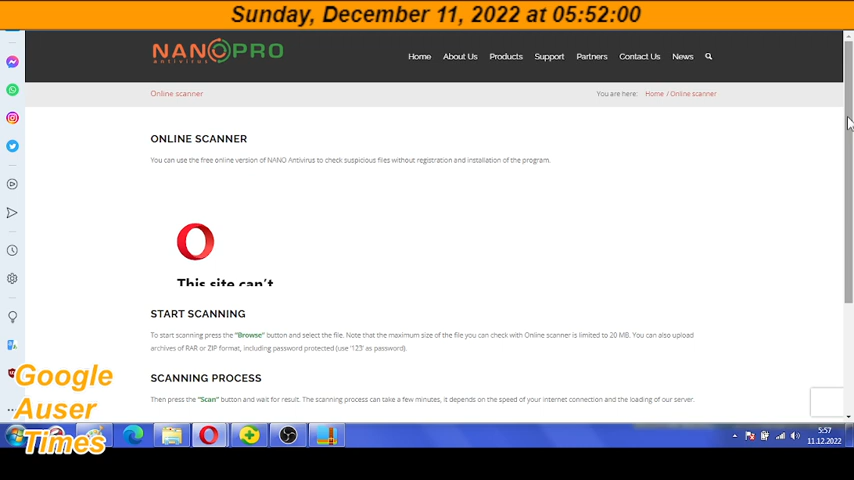 Sunday, December 11, 2022 at 05:52:00
NANOPRO
antivirus
Home About Us Products Support Partners Contact Us News
Online scanner
You are here: Home / Online scanner
ONLINE SCANNER
You can use the free online version of NANO Antivirus to check suspicious files without registration and installation of the program.
This site can't
START SCANNING
To start scanning press the "Browse" button and select the file. Note that the maximum size of the file you can check with Online scanner is limited to 20 MB. You can also upload
archives of RAR or ZIP format, including password protected (use '123' as password).
SCANNING PROCESS
Then press the "Scan" button and wait for result. The scanning process can take a few minutes, it depends on the speed of your internet connection and the loading of our server.
Google
Auser
Times
5:57
11.12.2022